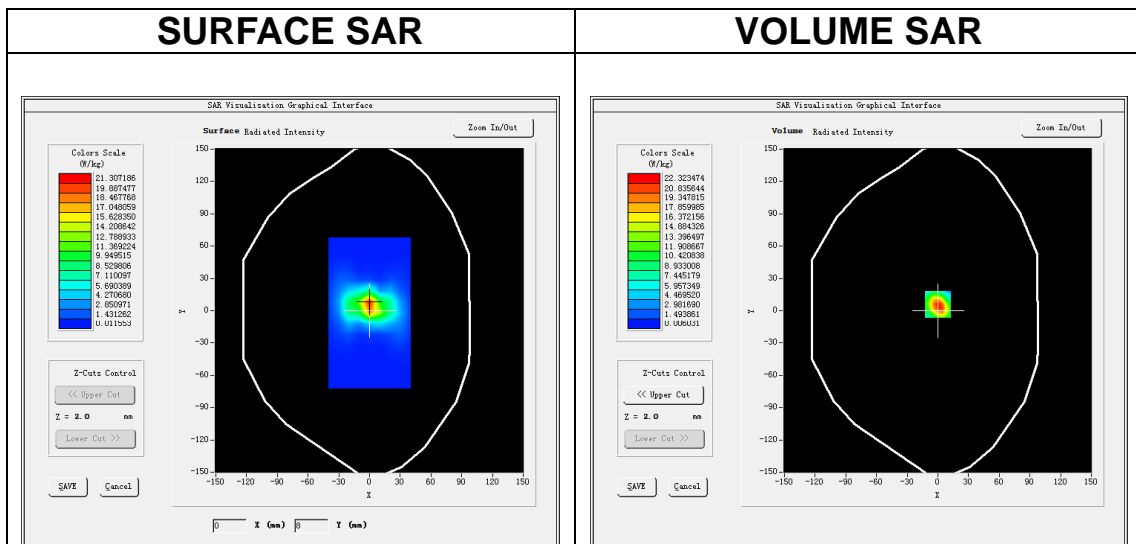 SURFACE SAR
VOLUME SAR
SAR Visualisation Graphical Interface
Surface Radiated Intensity
Zoom In/Out
Colors Scale
(W/kg)
21.307186
19.887477
18.467768
17.048059
15.628350
14.208642
12.788933
11.369224
9.949515
8.529806
7.110097
5.690389
4.270680
2.850971
1.431262
0.011553
150
120
90
60
30
0
-30
-60
-90
-120
-150
Y
-150 -120 -90 -60 -30 0 30 60 90 120 150
X
Z-Cuts Control
<< Upper Cut
Z = 2.0 mm
Lower Cut >>
SAVE Cancel
0 X (mm) 8 Y (mm)
SAR Visualisation Graphical Interface
Volume Radiated Intensity
Zoom In/Out
Colors Scale
(W/kg)
22.323474
20.835644
19.347815
17.859985
16.372156
14.884326
13.396497
11.908667
10.420838
8.933008
7.445179
5.957349
4.469520
2.981690
1.493861
0.006031
150
120
90
60
30
0
-30
-60
-90
-120
-150
Y
-150 -120 -90 -60 -30 0 30 60 90 120 150
X
Z-Cuts Control
<< Upper Cut
Z = 2.0 mm
Lower Cut >>
SAVE Cancel